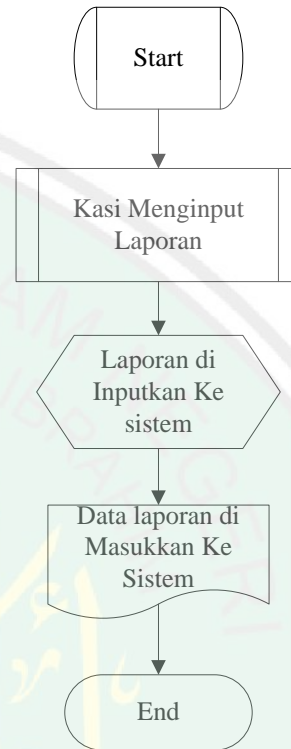 Start
Kasi Menginput
Laporan
Laporan di
Inputkan Ke
sistem
Data laporan di
Masukkan Ke
Sistem
End